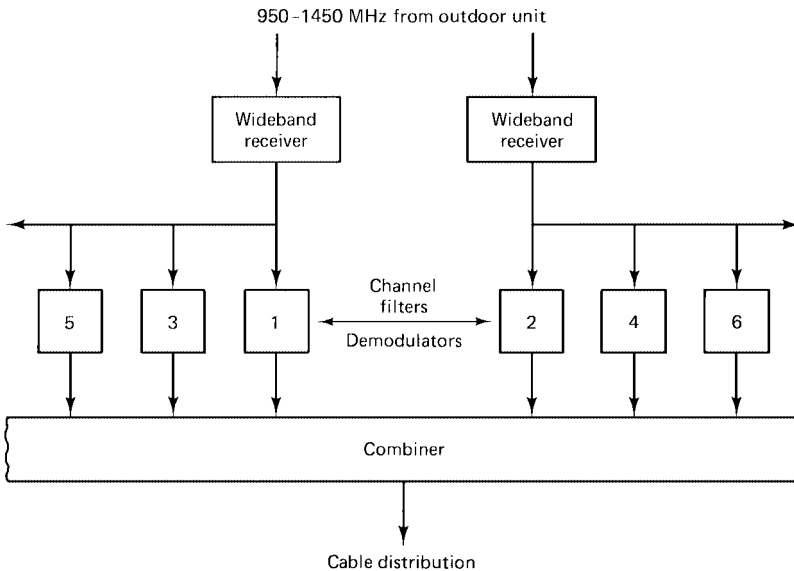 950–1450 MHz from outdoor unit
Wideband
receiver
Wideband
receiver
5
3
1
Channel
filters
Demodulators
2
4
6
Combiner
Cable distribution